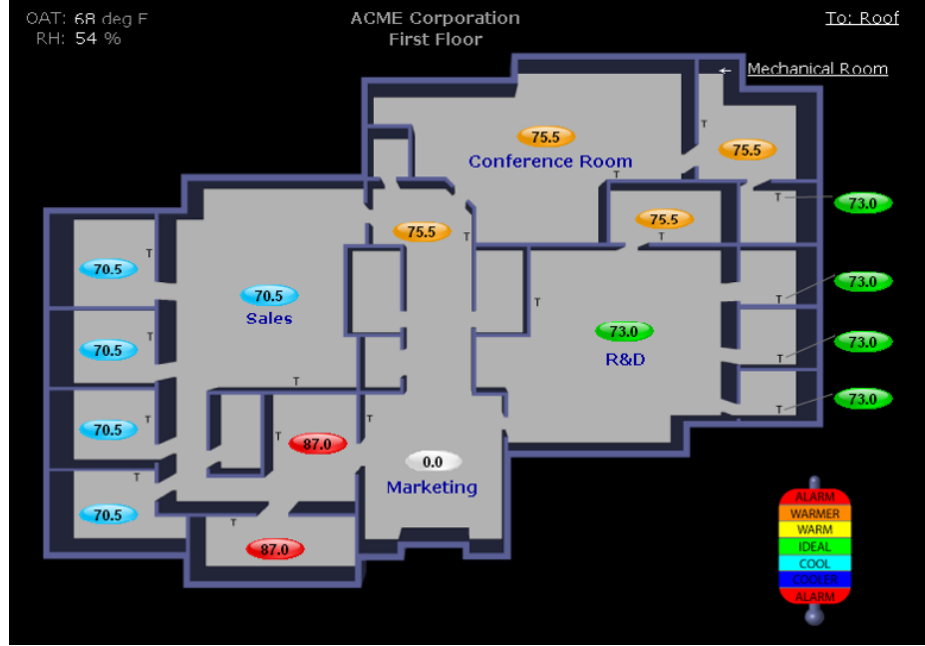 OAT: 68 deg F
RH: 54 %
ACME Corporation
First Floor
To: Roof
← Mechanical Room
75.5
Conference Room
T
75.5
T
T
73.0
75.5
T
75.5
T
T
70.5
T
70.5
Sales
T
73.0
T
73.0
R&D
70.5
T
T
73.0
T
T
70.5
T
T
T
73.0
87.0
T
0.0
Marketing
T
70.5
T
87.0
ALARM
WARMER
WARM
IDEAL
COOL
COOLER
ALARM